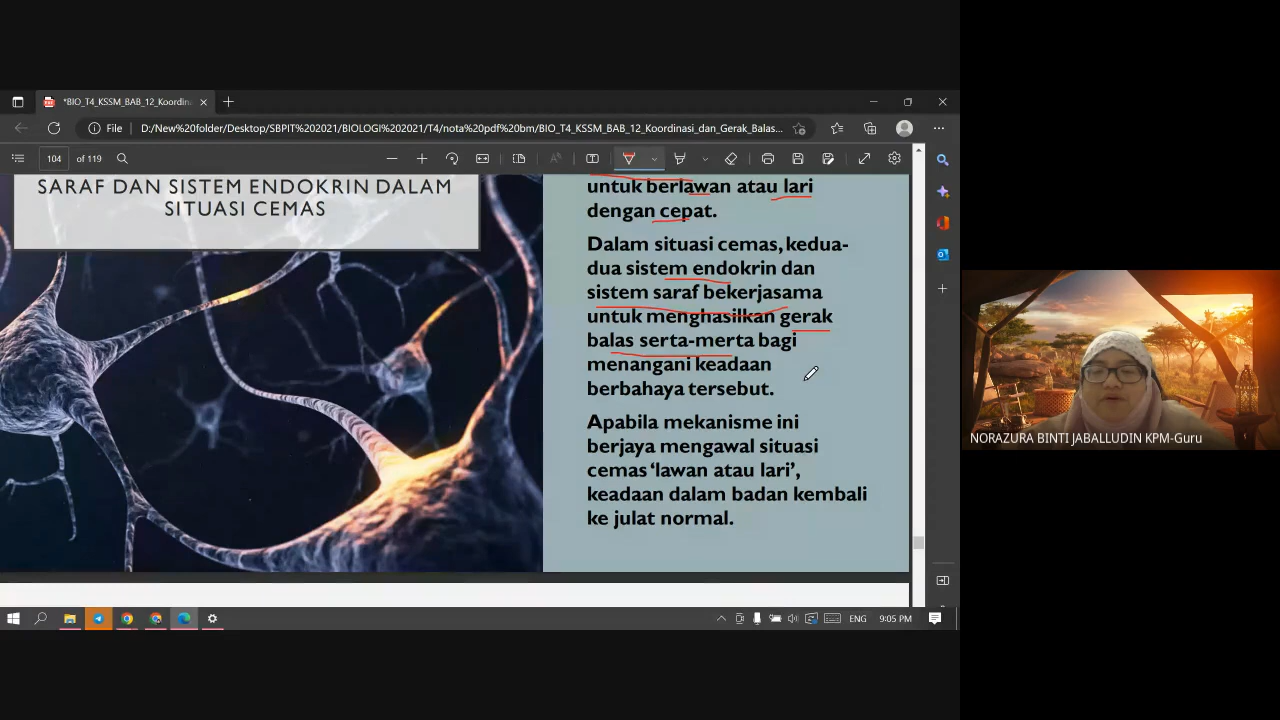 *BIO_T4_KSSM_BAB_12_Koordin
File
D:/New%20folder/Desktop/SBPIT%202021/BIOLOGI%202021/T4/nota%20pdf%20bm/BIO_T4_KSSM_BAB_12_Koordinasi_dan_Gerak_Balas...
104 of 119
SARAF DAN SISTEM ENDOKRIN DALAM
SITUASI CEMAS
untuk berlawan atau lari
dengan cepat.
Dalam situasi cemas, kedua-
dua sistem endokrin dan
sistem saraf bekerjasama
untuk menghasilkan gerak
balas serta-merta bagi
menangani keadaan
berbahaya tersebut.
Apabila mekanisme ini
berjaya mengawal situasi
cemas ‘lawan atau lari’,
keadaan dalam badan kembali
ke julat normal.
NORAZURA BINTI JABALLUDIN KPM-Guru
ENG
9:05 PM